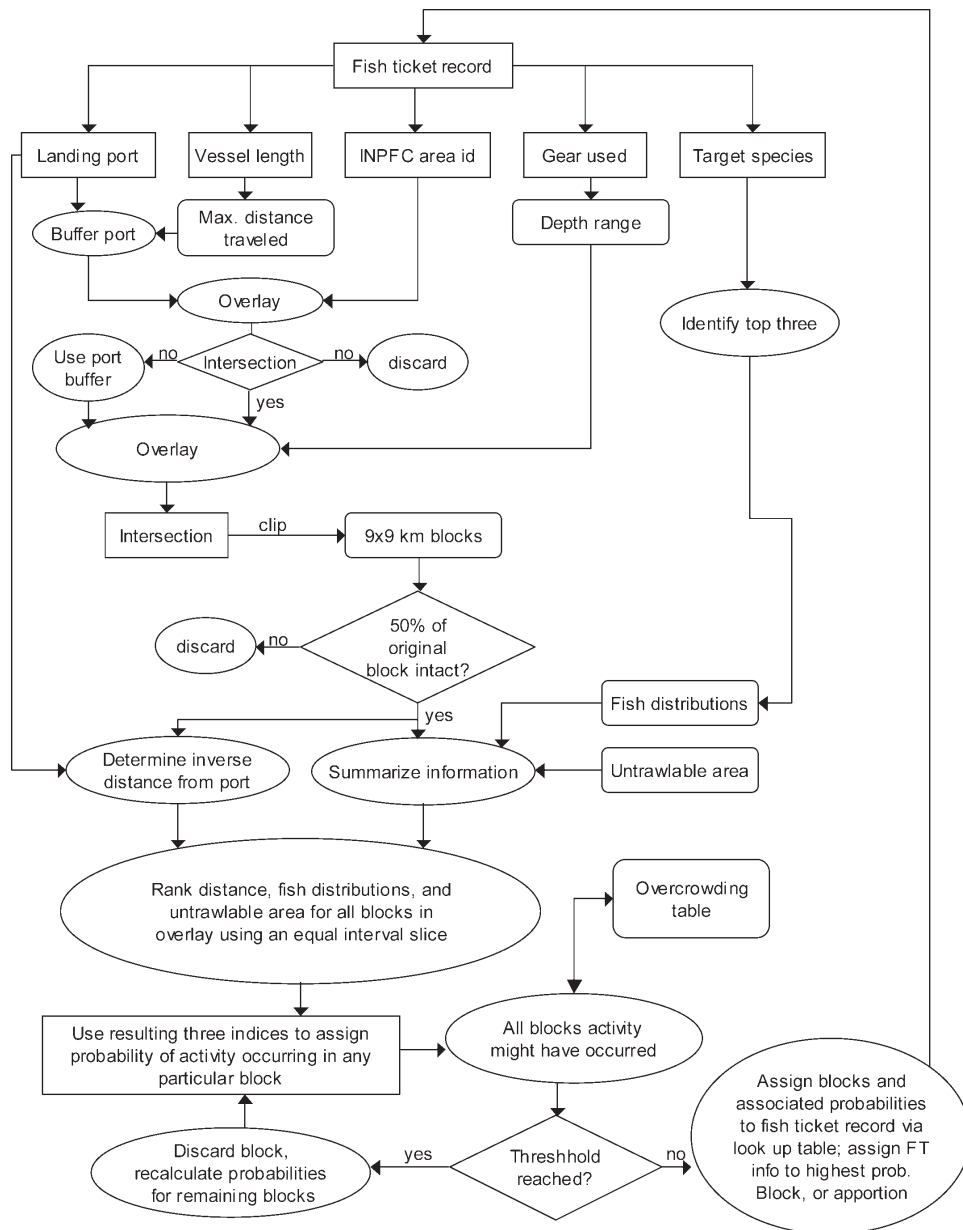 Fish ticket record
Landing port
Vessel length
INPFC area id
Gear used
Target species
Buffer port
Max. distance
traveled
Depth range
Overlay
Identify top three
Use port
buffer
no
Intersection
no
discard
yes
Overlay
Intersection
clip
9x9 km blocks
discard
no
50% of
original
block intact?
yes
Fish distributions
Determine inverse
distance from port
Summarize information
Untrawlable area
Rank distance, fish distributions, and
untrawlable area for all blocks in
overlay using an equal interval slice
Overcrowding
table
Use resulting three indices to assign
probability of activity occurring in any
particular block
All blocks activity
might have occurred
Assign blocks and
associated probabilities
to fish ticket record via
look up table; assign FT
info to highest prob.
Block, or apportion
Discard block,
recalculate probabilities
for remaining blocks
yes
Threshhold
reached?
no